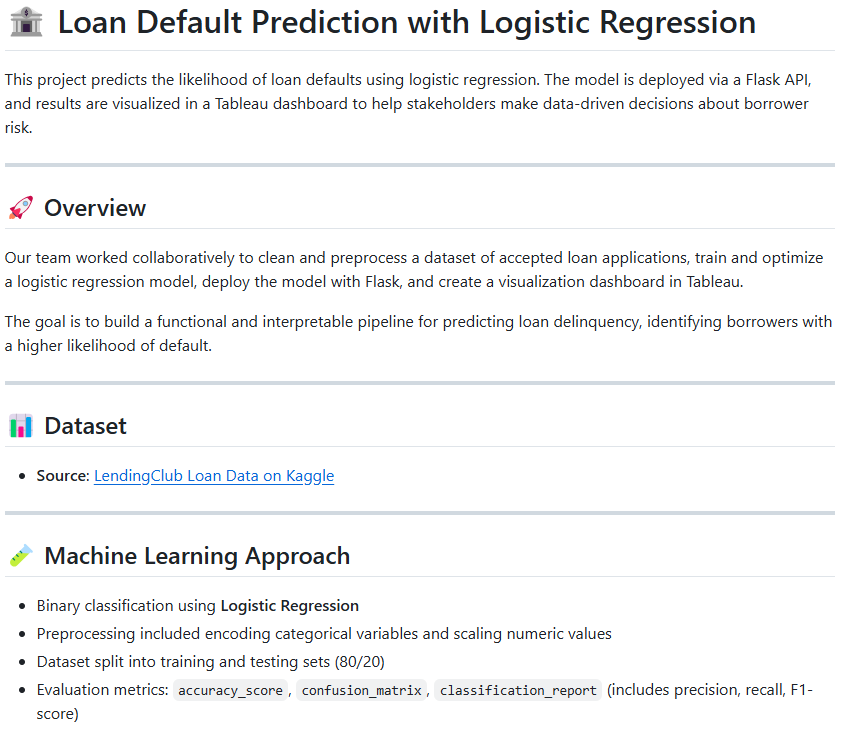 Loan Default Prediction with Logistic Regression
This project predicts the likelihood of loan defaults using logistic regression. The model is deployed via a Flask API,
and results are visualized in a Tableau dashboard to help stakeholders make data-driven decisions about borrower
risk.
Overview
Our team worked collaboratively to clean and preprocess a dataset of accepted loan applications, train and optimize
a logistic regression model, deploy the model with Flask, and create a visualization dashboard in Tableau.
The goal is to build a functional and interpretable pipeline for predicting loan delinquency, identifying borrowers with
a higher likelihood of default.
Dataset
• Source: LendingClub Loan Data on Kaggle
Machine Learning Approach
• Binary classification using Logistic Regression
• Preprocessing included encoding categorical variables and scaling numeric values
• Dataset split into training and testing sets (80/20)
• Evaluation metrics: accuracy_score, confusion_matrix, classification_report (includes precision, recall, F1-
score)